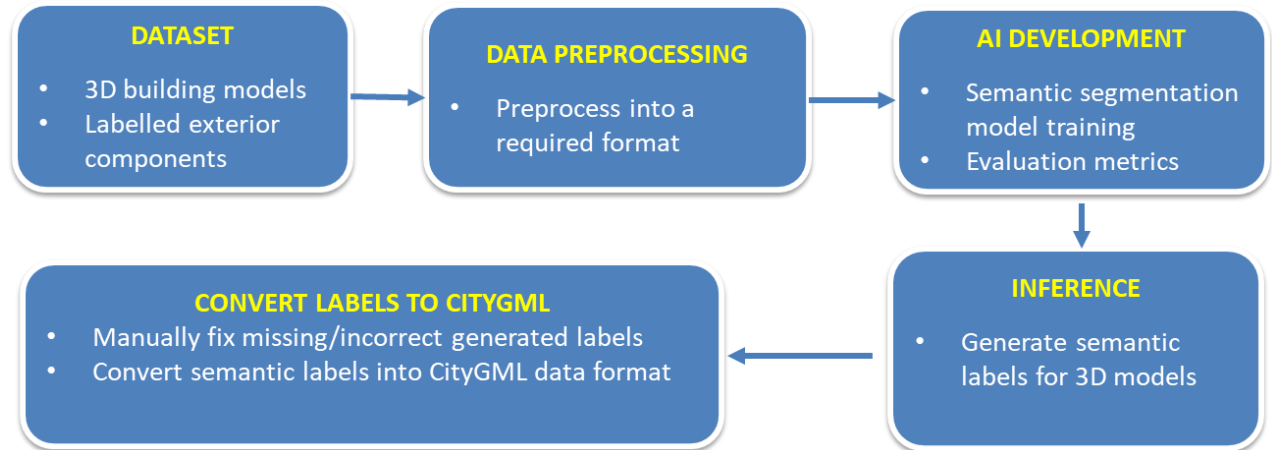 DATASET
• 3D building models
• Labelled exterior
components
DATA PREPROCESSING
• Preprocess into a
required format
AI DEVELOPMENT
• Semantic segmentation
model training
• Evaluation metrics
INFERENCE
• Generate semantic
labels for 3D models
CONVERT LABELS TO CITYGML
• Manually fix missing/incorrect generated labels
• Convert semantic labels into CityGML data format